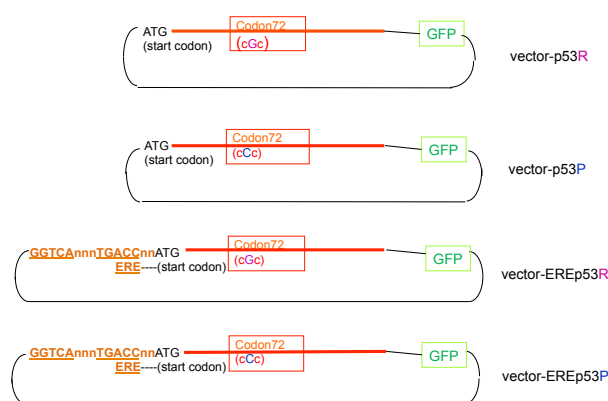 ATG
(start codon)
Codon72
(cGc)
GFP
vector-p53R
ATG
(start codon)
Codon72
(cCc)
GFP
vector-p53P
GGTCAnnnTGACCnnATG
ERE----(start codon)
Codon72
(cGc)
GFP
vector-EREp53R
GGTCAnnnTGACCnnATG
ERE----(start codon)
Codon72
(cCc)
GFP
vector-EREp53P